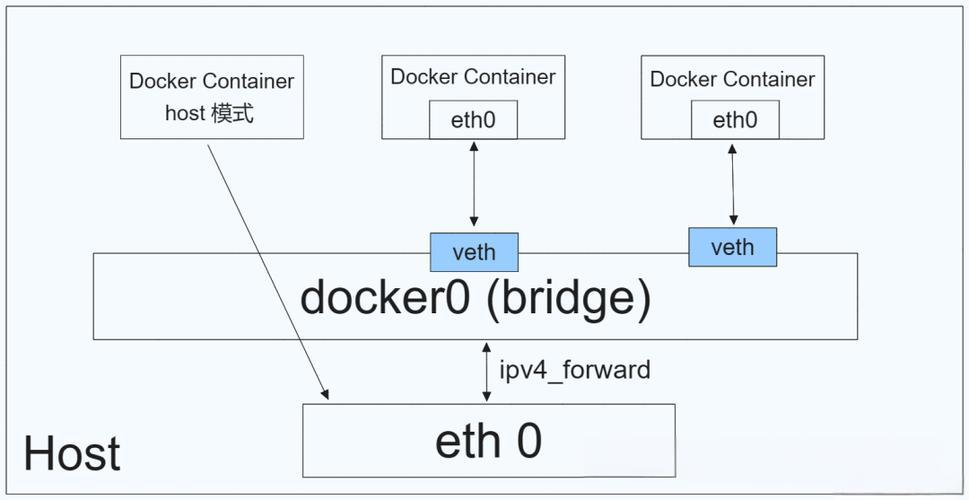 Docker Container
host 模式
Docker Container
eth0
Docker Container
eth0
veth
veth
docker0 (bridge)
ipv4_forward
eth 0
Host